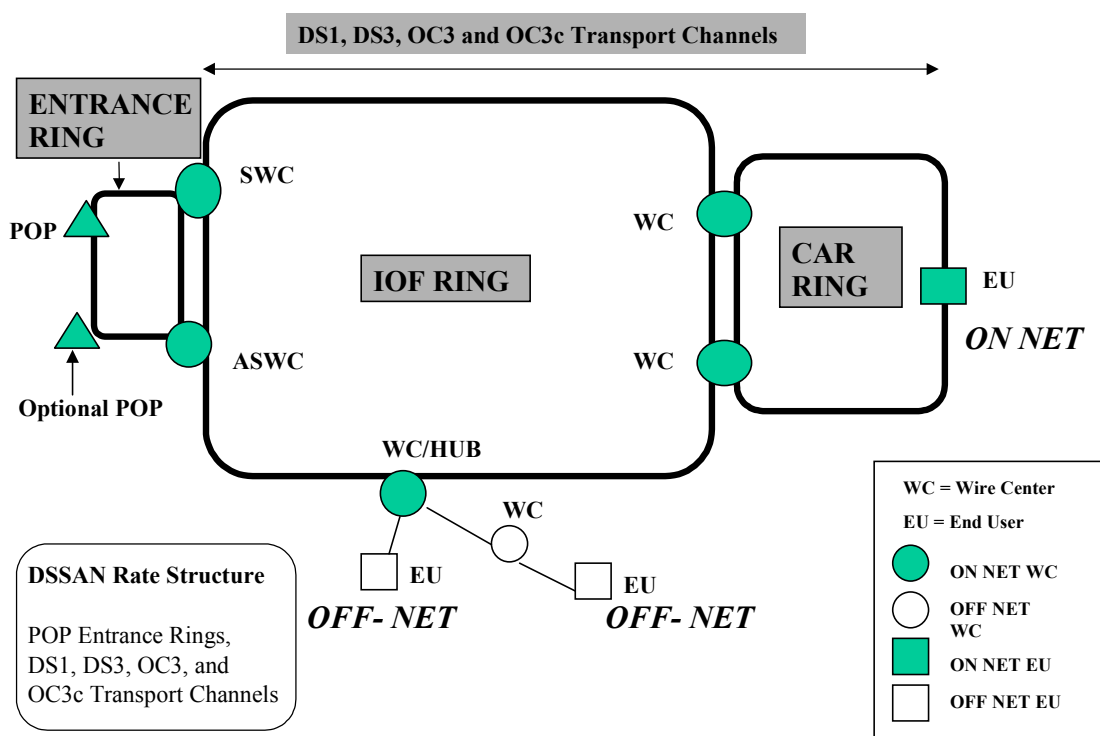 DS1, DS3, OC3 and OC3c Transport Channels
ENTRANCE
RING
SWC
POP
WC
CAR
RING
IOF RING
EU
ON NET
ASWC
WC
Optional POP
WC/HUB
WC
EU
OFF- NET
EU
OFF- NET
DSSAN Rate Structure
POP Entrance Rings,
DS1, DS3, OC3, and
OC3c Transport Channels
WC = Wire Center
EU = End User
ON NET WC
OFF NET
WC
ON NET EU
OFF NET EU